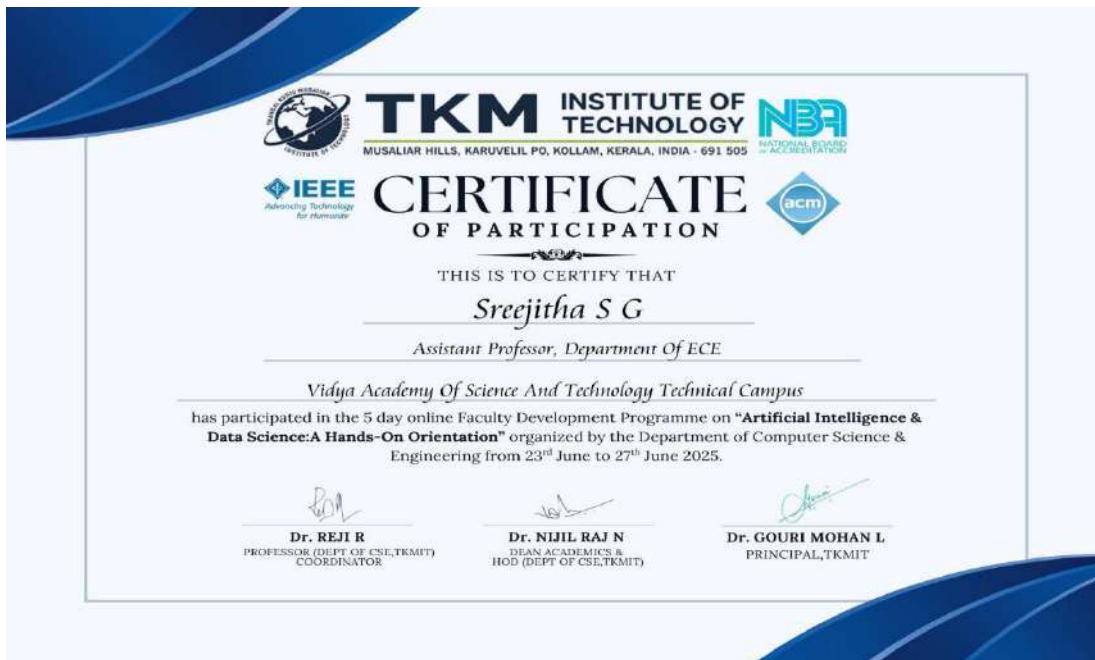 TKM INSTITUTE OF TECHNOLOGY
MUSALIAR HILLS, KARUVELIL PO, KOLLAM, KERALA, INDIA - 691 505
INSTITUTE OF TECHNOLOGY
NBA
NATIONAL BOARD
OF ACCREDITATION
IEEE
Advancing Technology
for Humanity
acm
CERTIFICATE
OF PARTICIPATION
THIS IS TO CERTIFY THAT
Sreejitha S G
Assistant Professor, Department Of ECE
Vidya Academy Of Science And Technology Technical Campus
has participated in the 5 day online Faculty Development Programme on “Artificial Intelligence &
Data Science:A Hands-On Orientation” organized by the Department of Computer Science &
Engineering from 23rd June to 27th June 2025.
Dr. REJI R
PROFESSOR (DEPT OF CSE,TKMIT)
COORDINATOR
Dr. NIJIL RAJ N
DEAN ACADEMICS &
HOD (DEPT OF CSE,TKMIT)
Dr. GOURI MOHAN L
PRINCIPAL,TKMIT